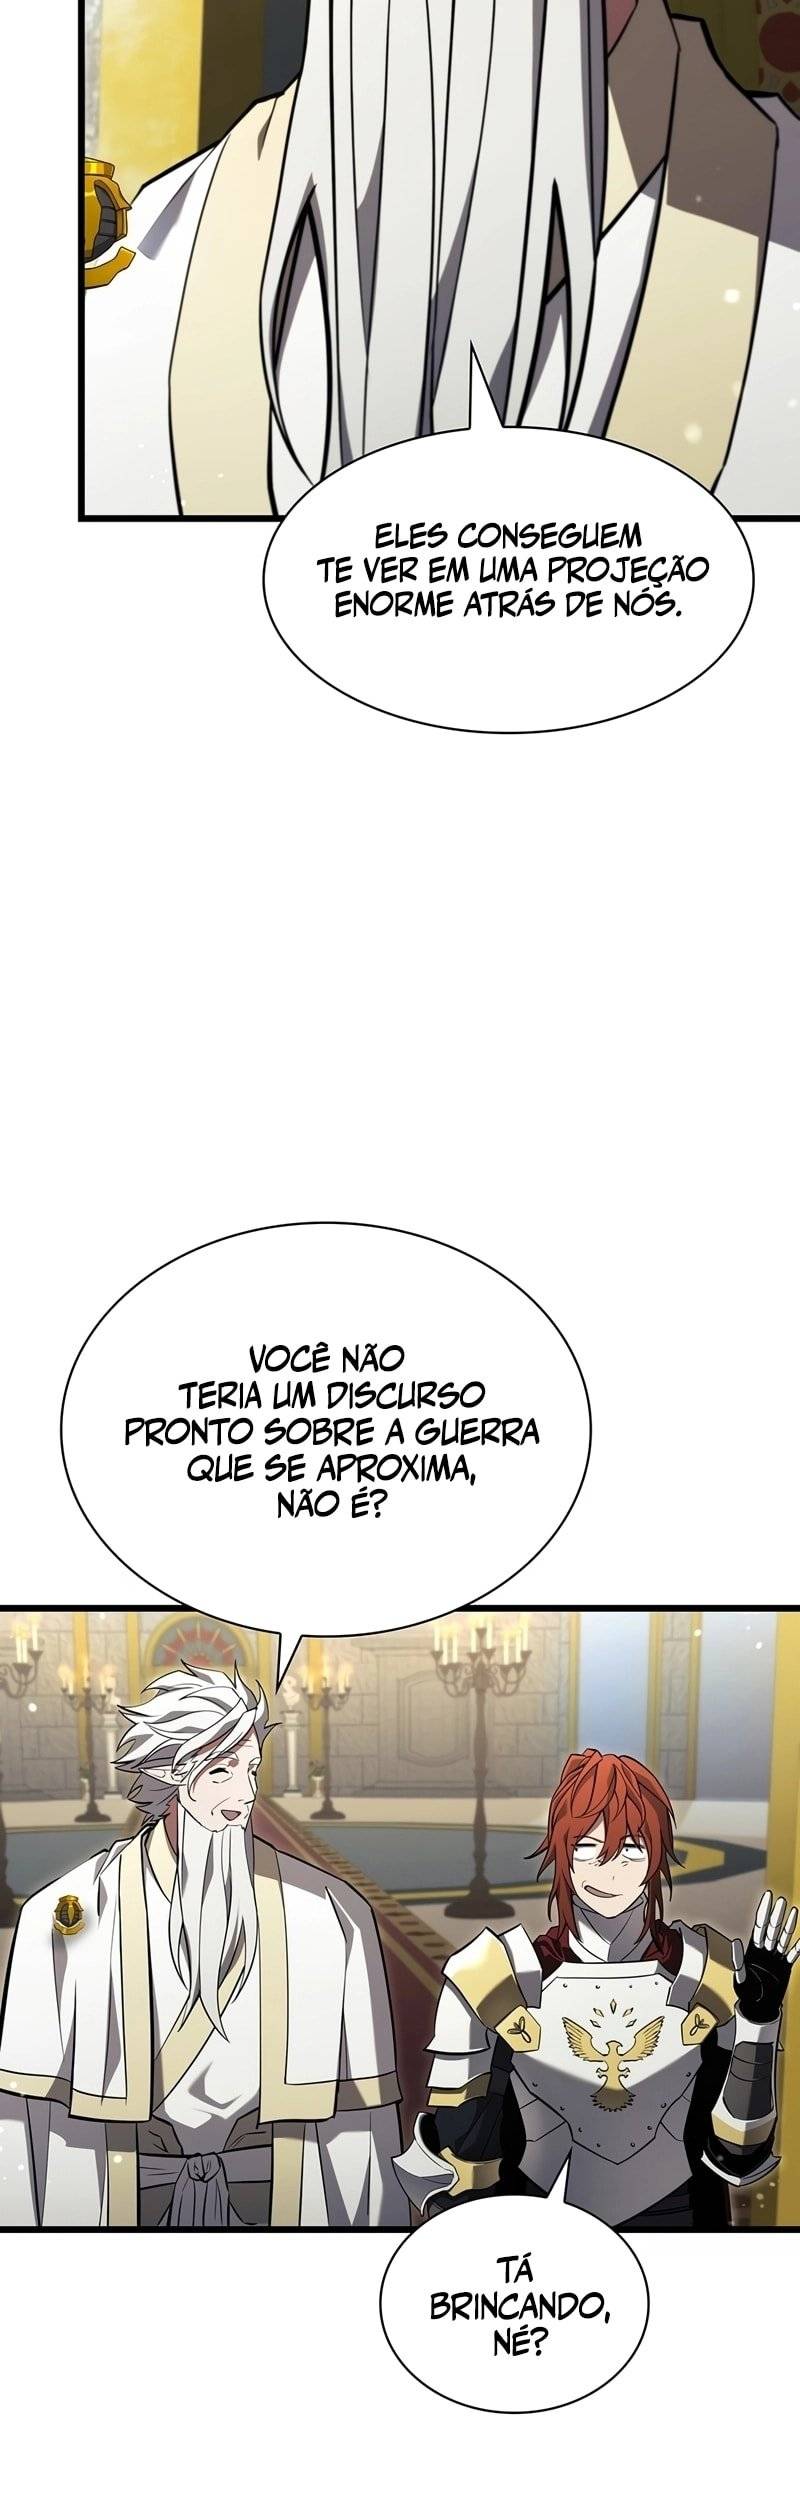 ELES CONSEGUEM
TE VER EM UMA PROJEÇÃO
ENORME ATRÁS DE NÓS.
VOCÊ NÃO
TERIA UM DISCURSO
PRONTO SOBRE A GUERRA
QUE SE APROXIMA,
NÃO É?
TÁ
BRINCANDO,
NÉ?